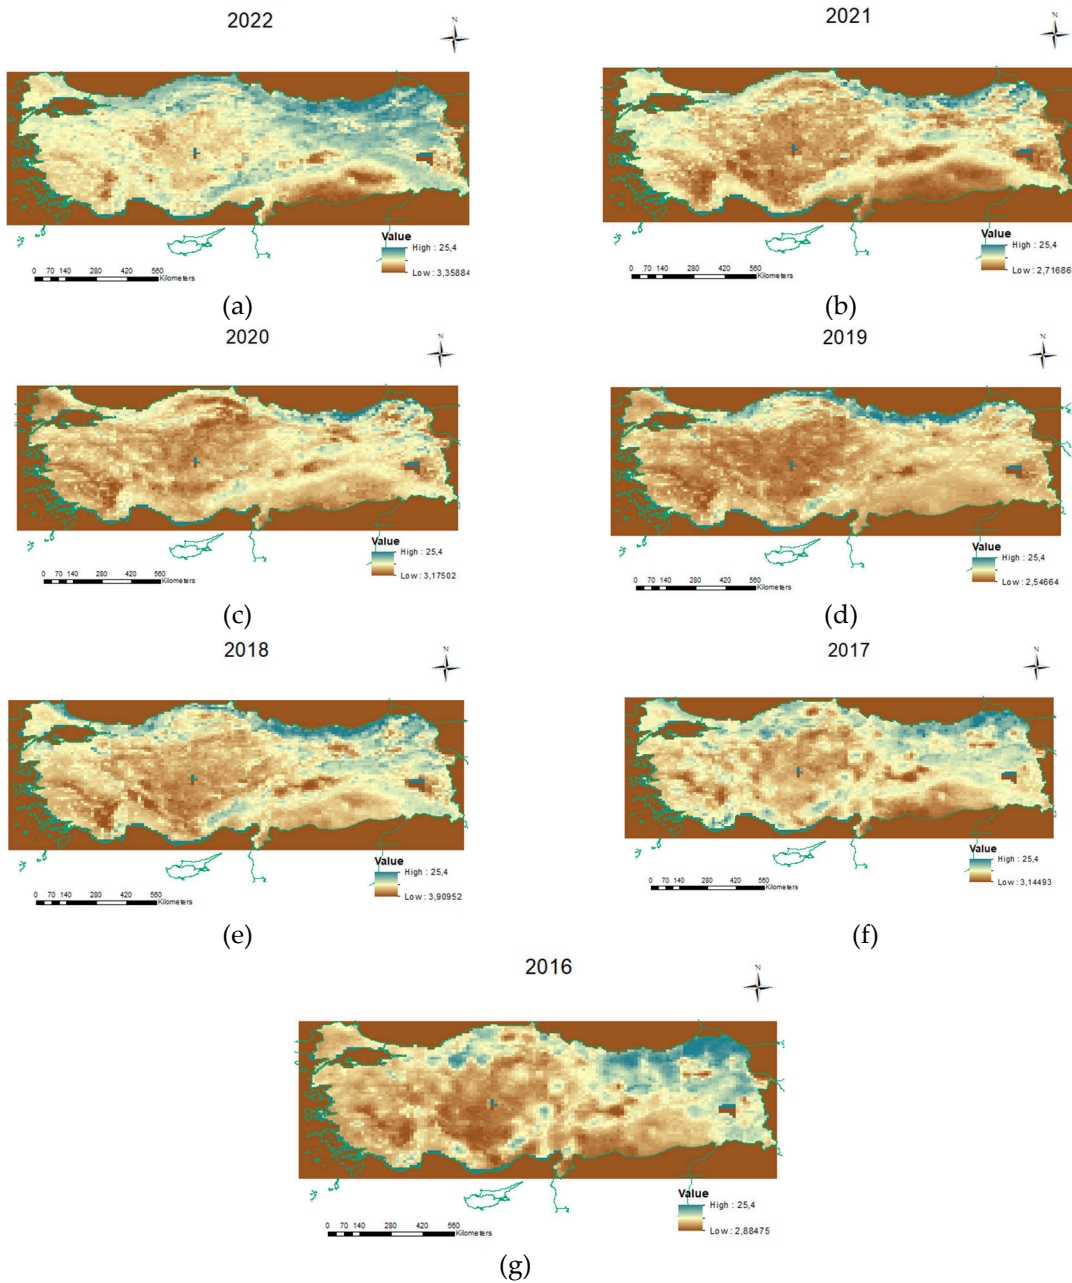 2022
N
Value
High : 25,4
Low : 3,35884
0 70 140 280 420 560
Kilometers
(a)
2021
N
Value
High : 25,4
Low : 2,71686
0 70 140 280 420 560
Kilometers
(b)
2020
N
Value
High : 25,4
Low : 3,17502
0 70 140 280 420 560
Kilometers
(c)
2019
N
Value
High : 25,4
Low : 2,54664
0 70 140 280 420 560
Kilometers
(d)
2018
N
Value
High : 25,4
Low : 3,90952
0 70 140 280 420 560
Kilometers
(e)
2017
N
Value
High : 25,4
Low : 3,14493
0 70 140 280 420 560
Kilometers
(f)
2016
N
Value
High : 25,4
Low : 2,88475
0 70 140 280 420 560
Kilometers
(g)